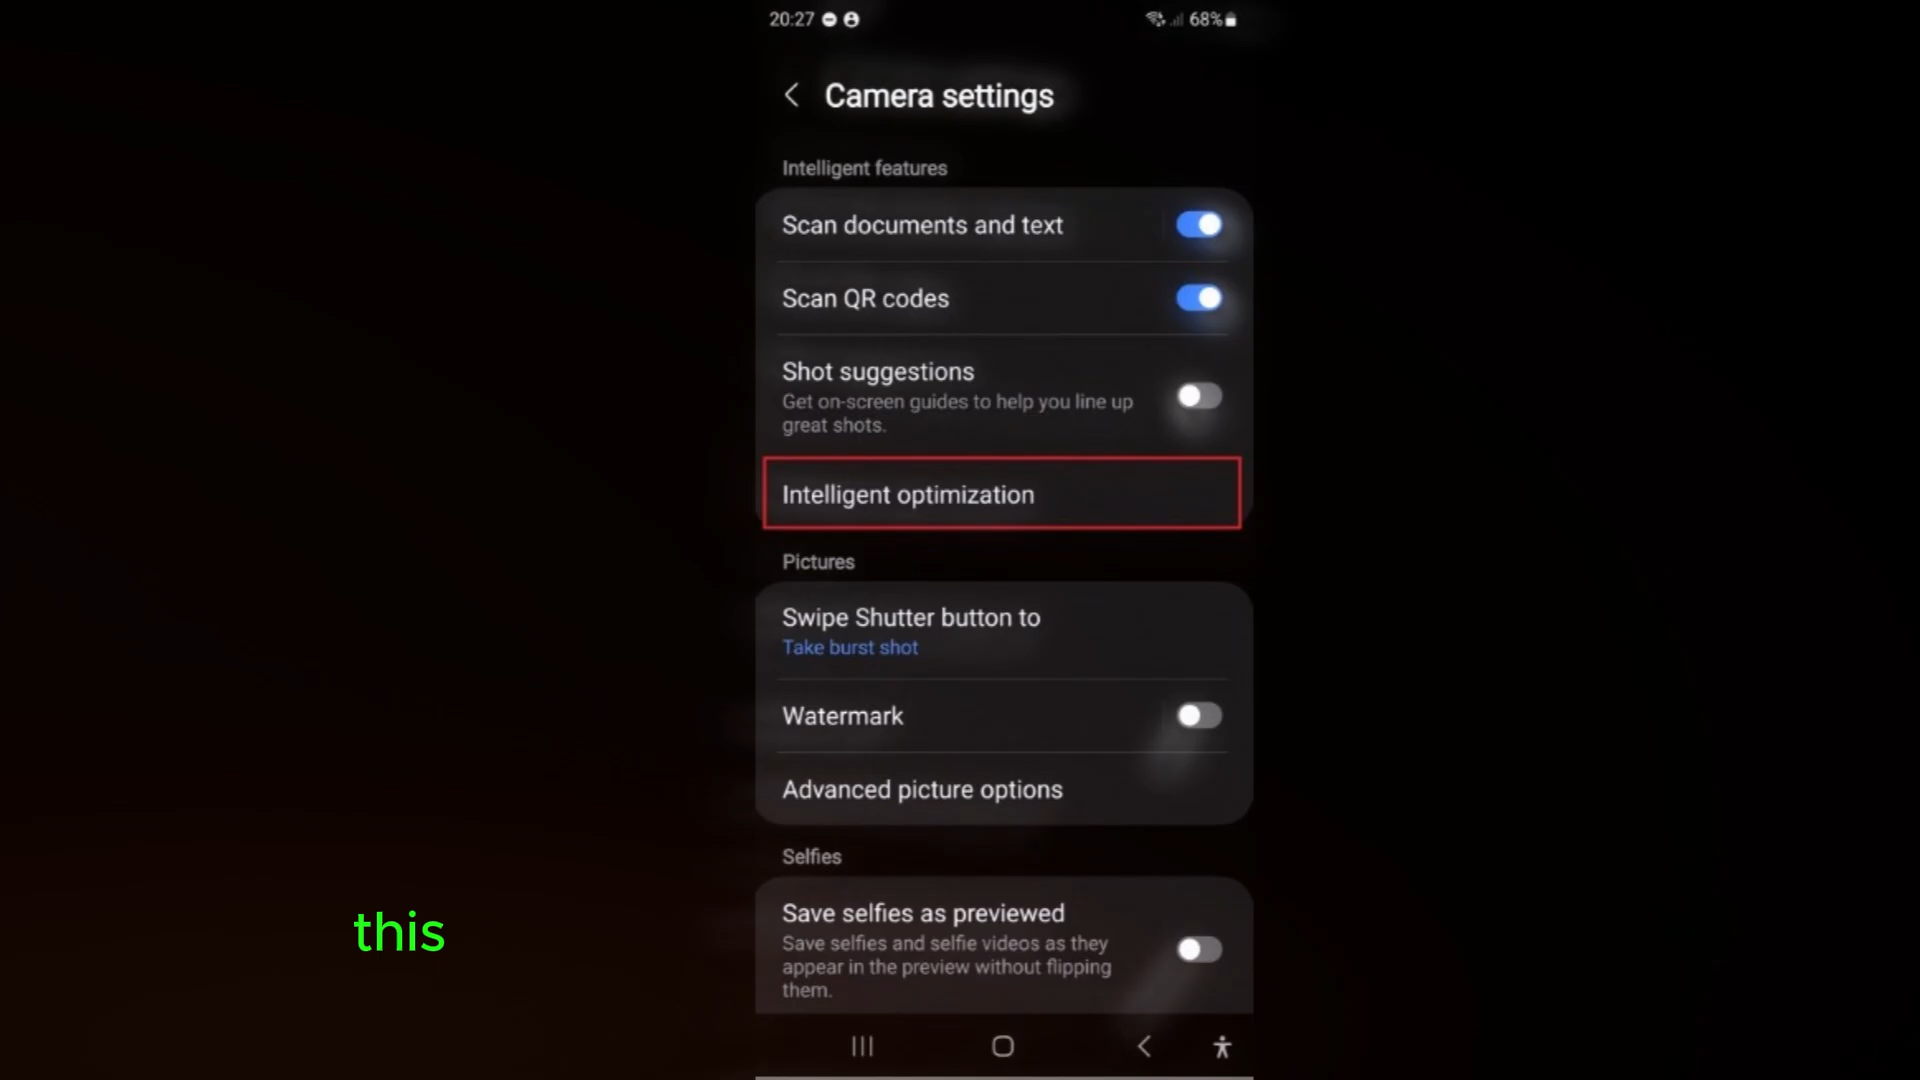 20:27
68%
Camera settings
Intelligent features
Scan documents and text
Scan QR codes
Shot suggestions
Get on-screen guides to help you line up
great shots.
Intelligent optimization
Pictures
Swipe Shutter button to
Take burst shot
Watermark
Advanced picture options
Selfies
Save selfies as previewed
Save selfies and selfie videos as they
appear in the preview without flipping
them.
this